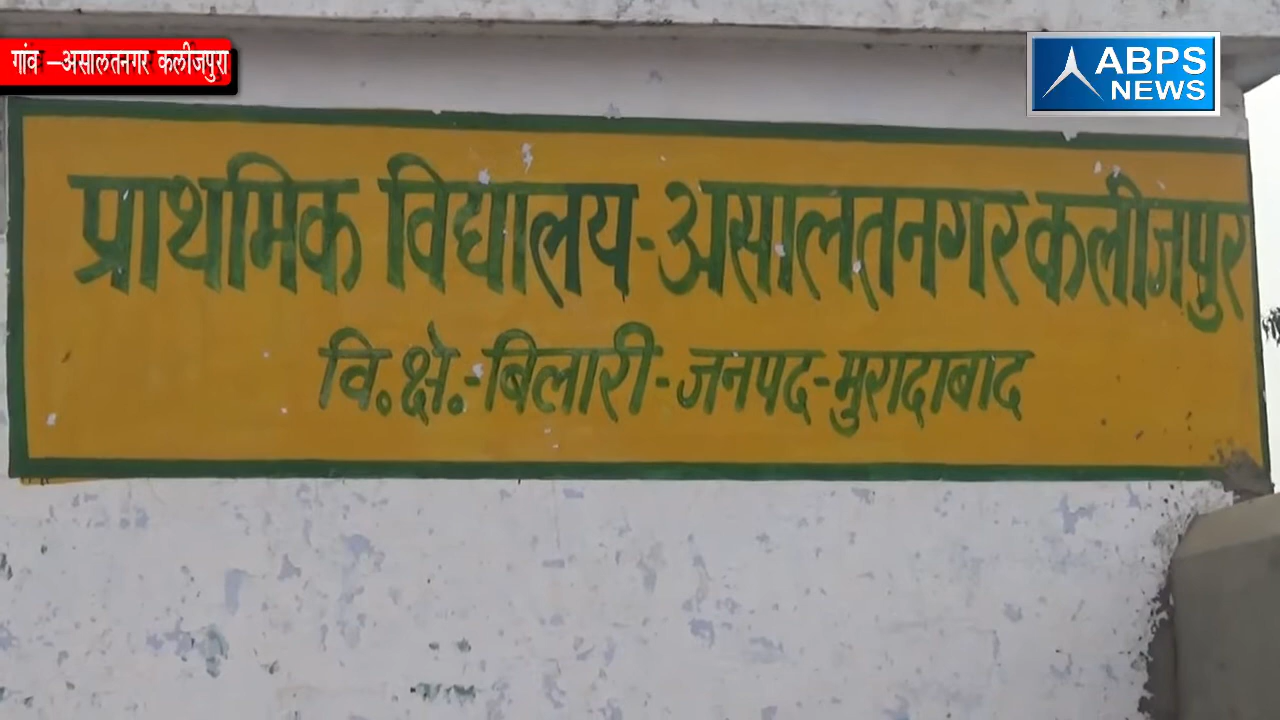 गांव –असालतनगर कलीजपुरा
ABPS
NEWS
प्राथमिक विद्यालय-असालतनगर कलीजपुर
वि.क्षे.-बिलारी-जनपद-मुरादाबाद